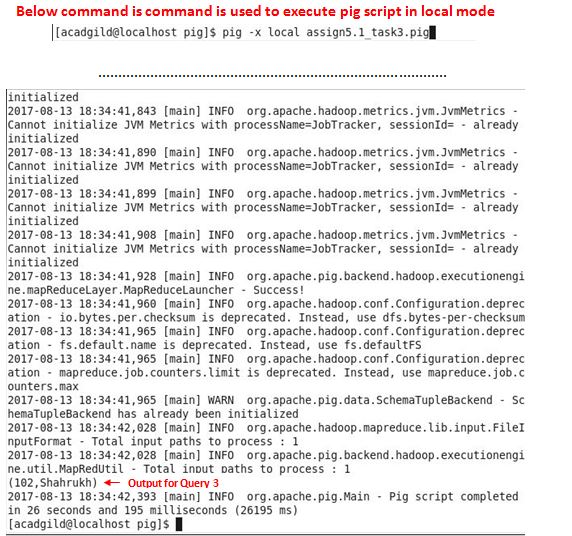 Below command is command is used to execute pig script in local mode
[acadgild@localhost pig]$ pig -x local assign5.1_task3.pig
initialized
2017-08-13 18:34:41,843 [main] INFO  org.apache.hadoop.metrics.jvm.JvmMetrics -
Cannot initialize JVM Metrics with processName=JobTracker, sessionId= - already
initialized
2017-08-13 18:34:41,890 [main] INFO  org.apache.hadoop.metrics.jvm.JvmMetrics -
Cannot initialize JVM Metrics with processName=JobTracker, sessionId= - already
initialized
2017-08-13 18:34:41,899 [main] INFO  org.apache.hadoop.metrics.jvm.JvmMetrics -
Cannot initialize JVM Metrics with processName=JobTracker, sessionId= - already
initialized
2017-08-13 18:34:41,908 [main] INFO  org.apache.hadoop.metrics.jvm.JvmMetrics -
Cannot initialize JVM Metrics with processName=JobTracker, sessionId= - already
initialized
2017-08-13 18:34:41,928 [main] INFO  org.apache.pig.backend.hadoop.executionengi
ne.mapReduceLayer.MapReduceLauncher - Success!
2017-08-13 18:34:41,960 [main] INFO  org.apache.hadoop.conf.Configuration.deprec
ation - io.bytes.per.checksum is deprecated. Instead, use dfs.bytes-per-checksum
2017-08-13 18:34:41,965 [main] INFO  org.apache.hadoop.conf.Configuration.deprec
ation - fs.default.name is deprecated. Instead, use fs.defaultFS
2017-08-13 18:34:41,965 [main] INFO  org.apache.hadoop.conf.Configuration.deprec
ation - mapreduce.job.counters.limit is deprecated. Instead, use mapreduce.job.c
ounters.max
2017-08-13 18:34:41,965 [main] WARN  org.apache.pig.data.SchemaTupleBackend - Sc
hemaTupleBackend has already been initialized
2017-08-13 18:34:42,028 [main] INFO  org.apache.hadoop.mapreduce.lib.input.FileI
nputFormat - Total input paths to process : 1
2017-08-13 18:34:42,028 [main] INFO  org.apache.pig.backend.hadoop.executionengi
ne.util.MapRedUtil - Total input paths to process : 1
(102,Shahrukh) Output for Query 3
2017-08-13 18:34:42,393 [main] INFO  org.apache.pig.Main - Pig script completed
in 26 seconds and 195 milliseconds (26195 ms)
[acadgild@localhost pig]$